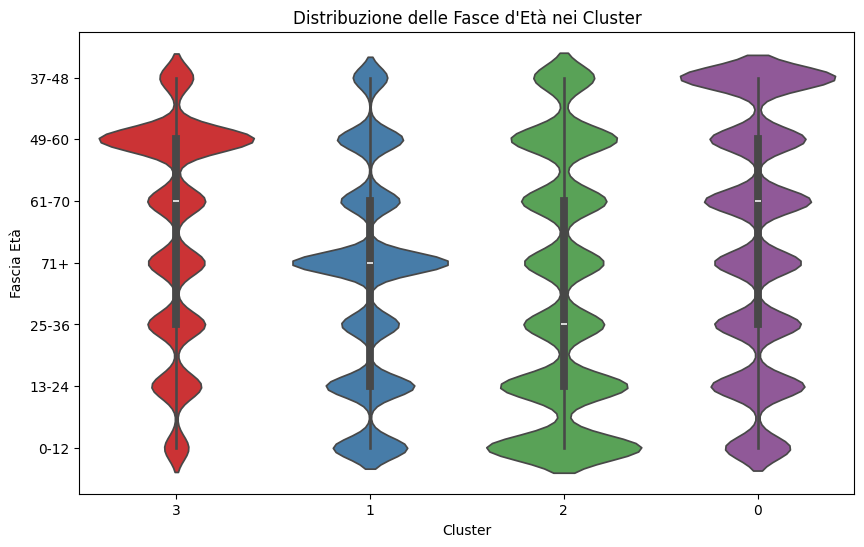 Distribuzione delle Fasce d'Età nei Cluster
Fascia Età
37-48
49-60
61-70
71+
25-36
13-24
0-12
3 1 2 0
Cluster